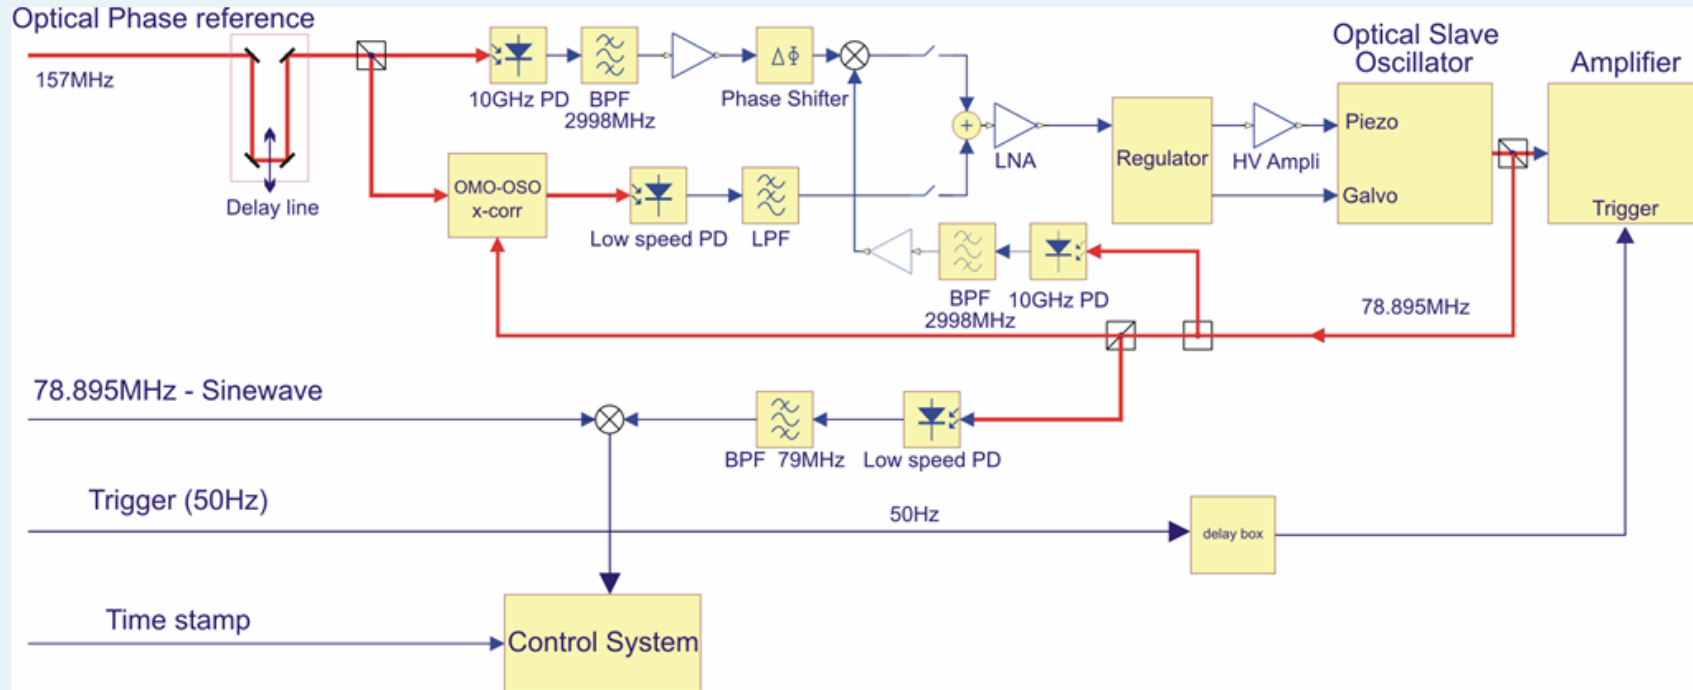 Optical Phase reference
157MHz
Delay line
10GHz PD
BPF
2998MHz
ΔΦ
Phase Shifter
OMO-OSO
x-corr
Low speed PD
LPF
+
LNA
Regulator
HV Ampli
Optical Slave
Oscillator
Piezo
Galvo
Amplifier
Trigger
BPF
2998MHz
10GHz PD
78.895MHz
78.895MHz - Sinewave
BPF 79MHz
Low speed PD
Trigger (50Hz)
50Hz
delay box
Time stamp
Control System